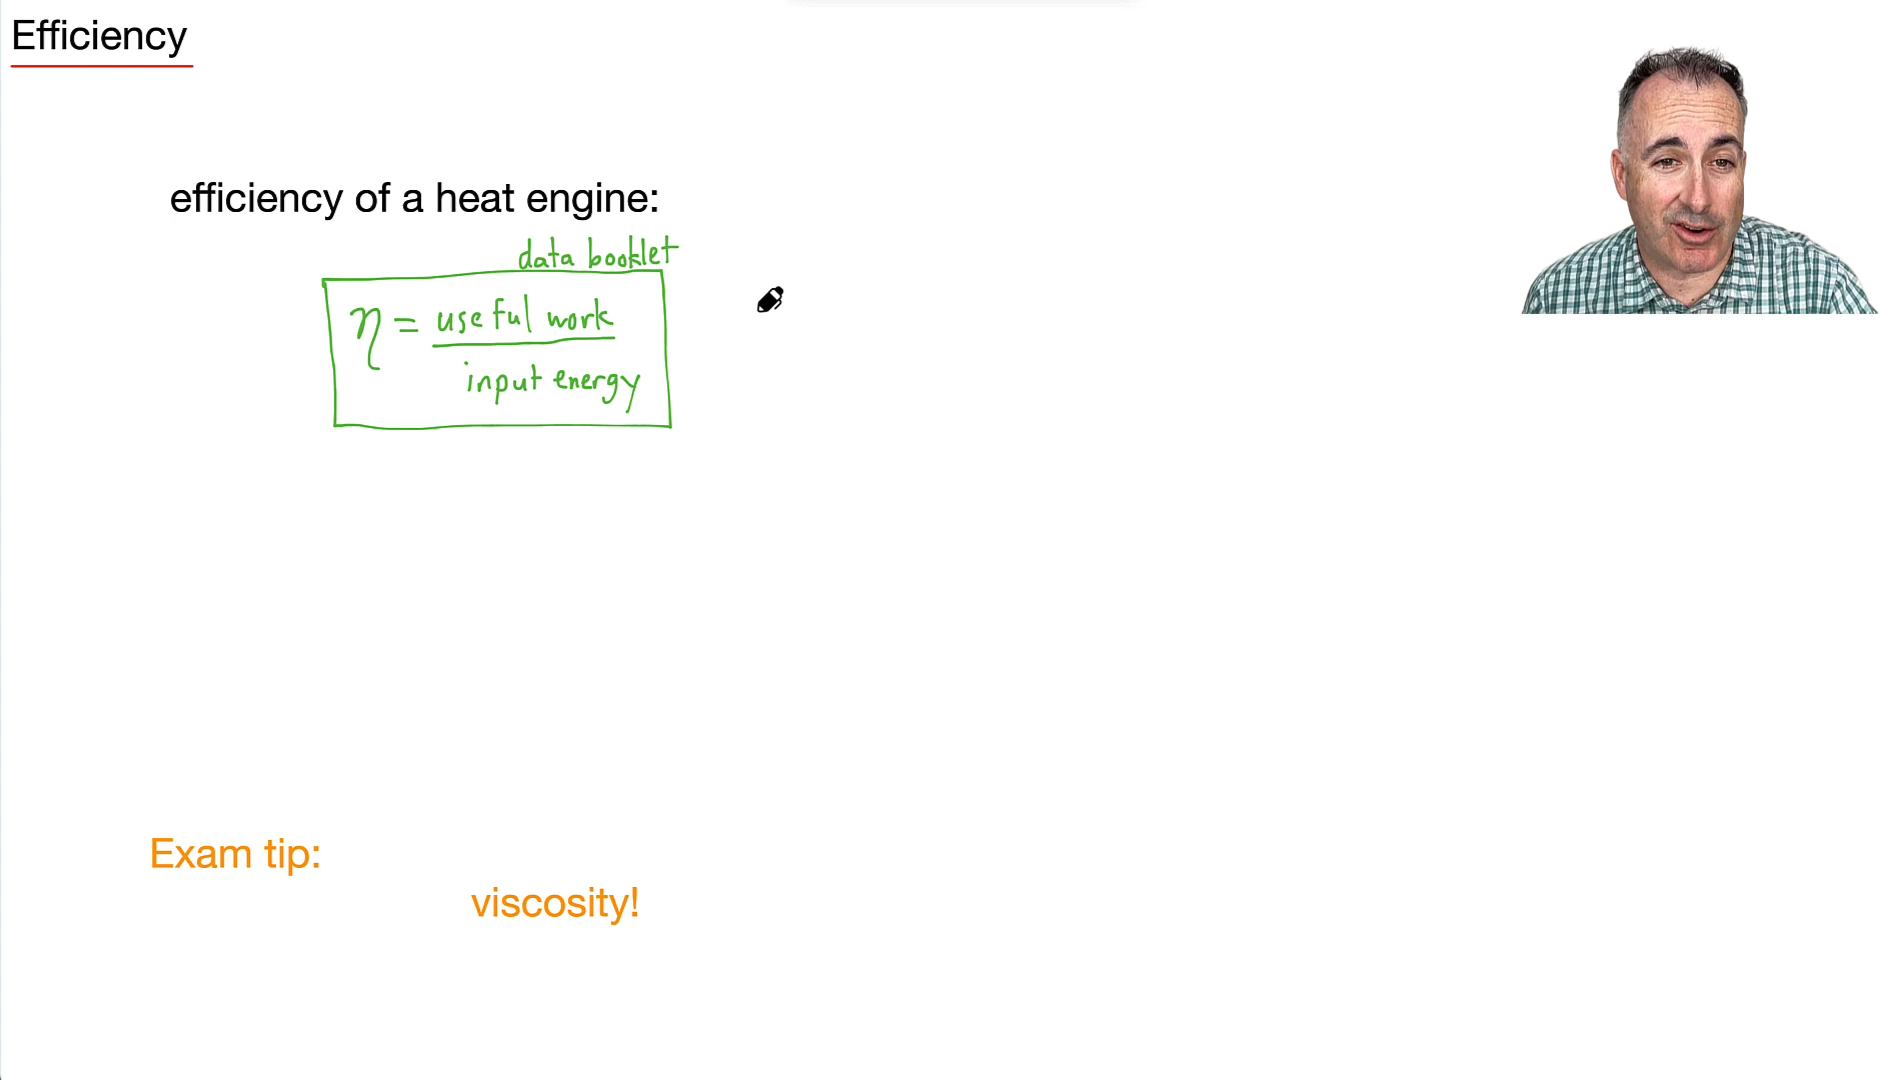 Efficiency
efficiency of a heat engine:
data booklet
η = useful work
input energy
Exam tip:
viscosity!